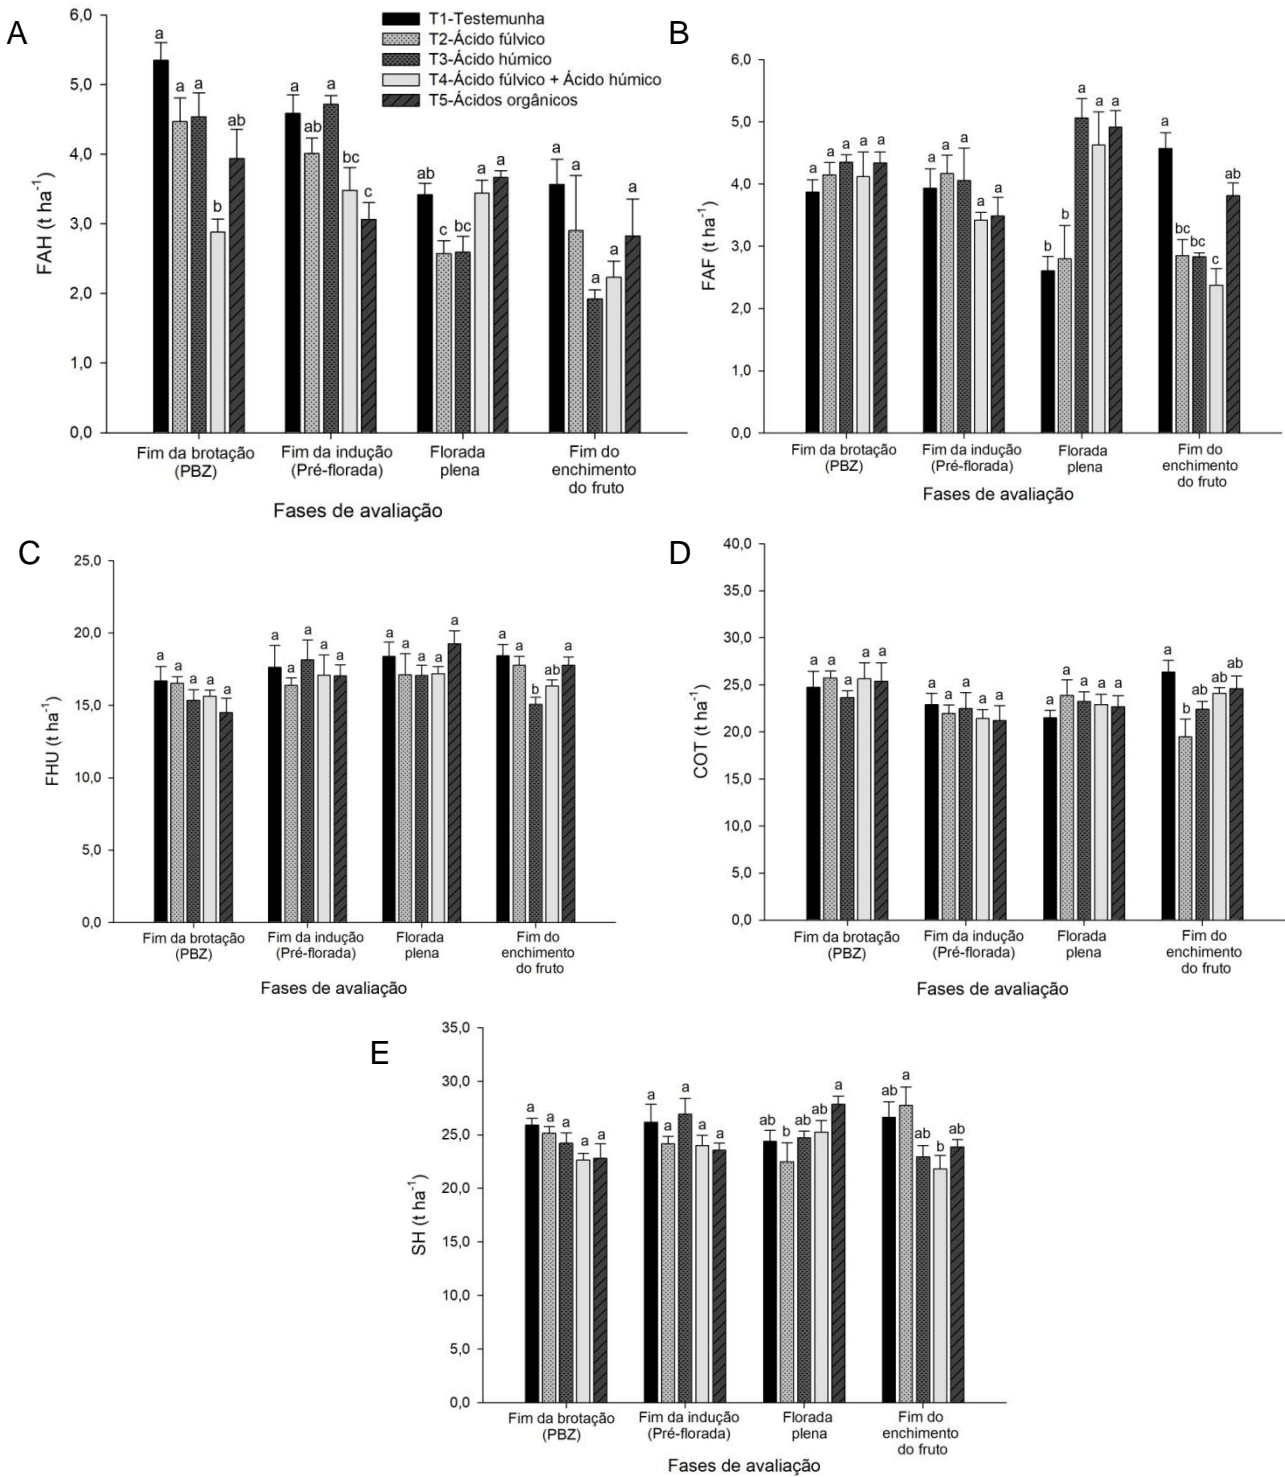 A
6,0
5,0
4,0
3,0
2,0
1,0
0,0
FAH (t ha⁻¹)
T1-Testemunha
T2-Ácido fúlvico
T3-Ácido húmico
T4-Ácido fúlvico + Ácido húmico
T5-Ácidos orgânicos
a a a b ab
a ab a bc c
ab c bc a a
a a a a a
Fim da brotação
(PBZ)
Fim da indução
(Pré-florada)
Florada
plena
Fim do
enchimento
do fruto
Fases de avaliação
B
6,0
5,0
4,0
3,0
2,0
1,0
0,0
FAF (t ha⁻¹)
a a a a a
a a a a a
b b a a a
a bc bc c ab
Fim da brotação
(PBZ)
Fim da indução
(Pré-florada)
Florada
plena
Fim do
enchimento
do fruto
Fases de avaliação
C
25,0
20,0
15,0
10,0
5,0
0,0
FHU (t ha⁻¹)
a a a a a
a a a a a
a a a a a
a a b ab a
Fim da brotação
(PBZ)
Fim da indução
(Pré-florada)
Florada
plena
Fim do
enchimento
do fruto
Fases de avaliação
D
40,0
35,0
30,0
25,0
20,0
15,0
10,0
5,0
0,0
COT (t ha⁻¹)
a a a a a
a a a a a
a a a a a
a b ab ab ab
Fim da brotação
(PBZ)
Fim da indução
(Pré-florada)
Florada
plena
Fim do
enchimento
do fruto
Fases de avaliação
E
35,0
30,0
25,0
20,0
15,0
10,0
5,0
0,0
SH (t ha⁻¹)
a a a a a
a a a a a
ab b ab ab a
ab a ab b ab
Fim da brotação
(PBZ)
Fim da indução
(Pré-florada)
Florada
plena
Fim do
enchimento
do fruto
Fases de avaliação